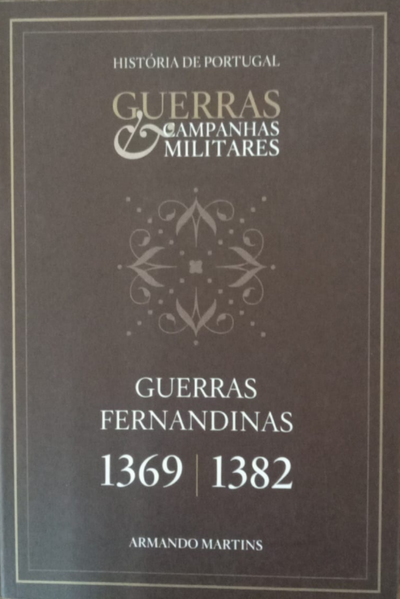 HISTÓRIA DE PORTUGAL
GUERRAS
& CAMPANHAS
MILITARES
GUERRAS
FERNANDINAS
1369 | 1382
ARMANDO MARTINS